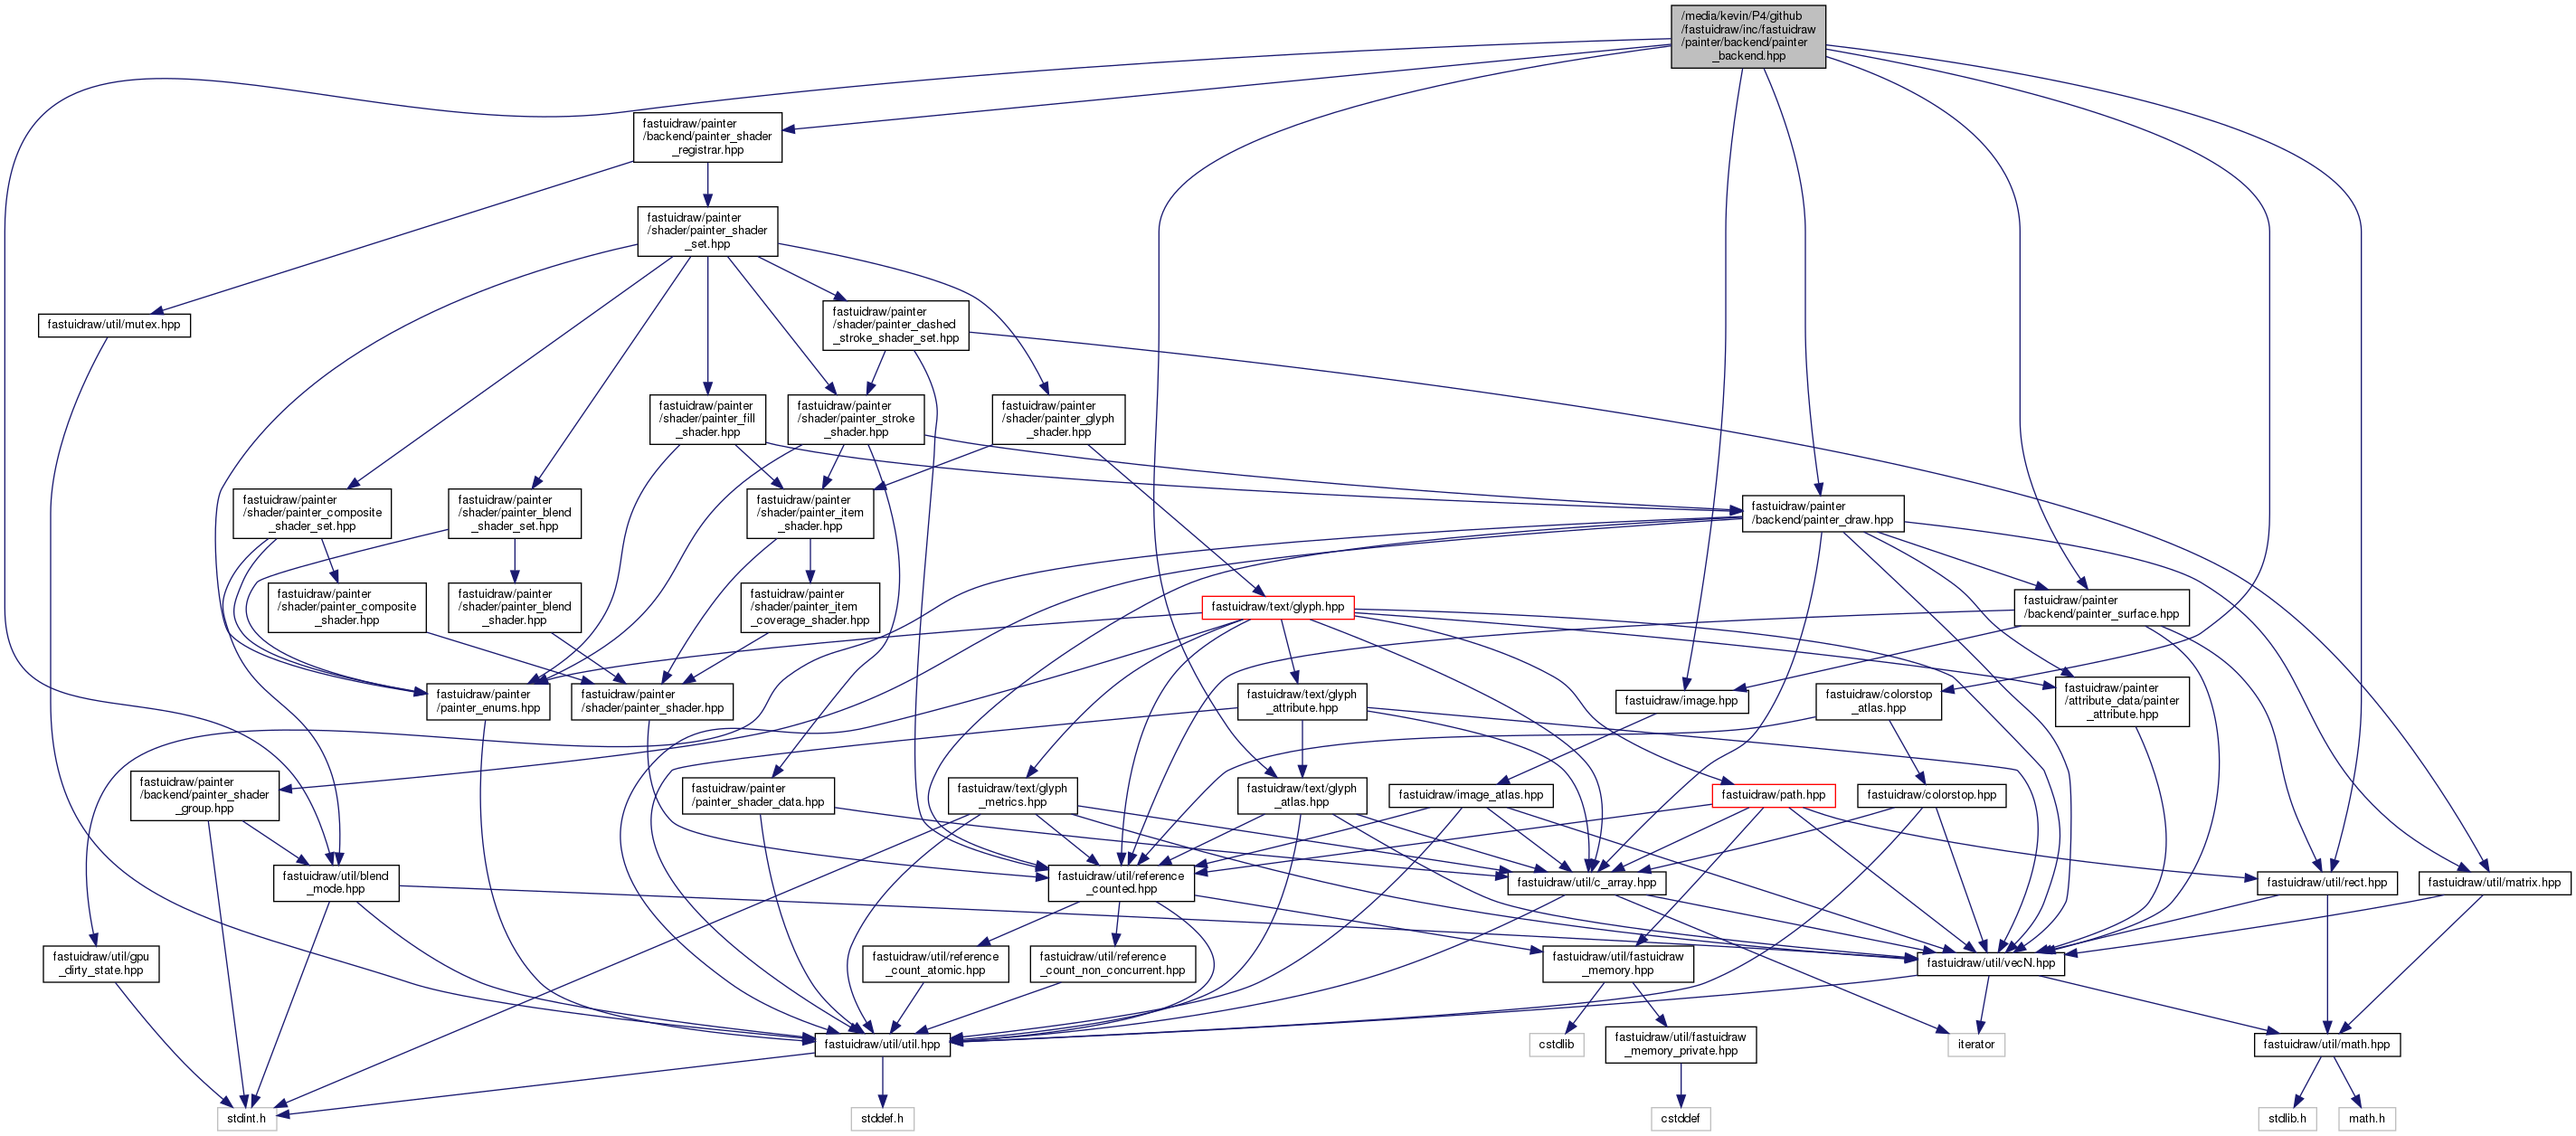 /media/kevin/P4/github
/fastuidraw/inc/fastuidraw
/painter/backend/painter
_backend.hpp
fastuidraw/painter
/backend/painter_shader
_registrar.hpp
fastuidraw/painter
/shader/painter_shader
_set.hpp
fastuidraw/util/mutex.hpp
fastuidraw/painter
/shader/painter_dashed
_stroke_shader_set.hpp
fastuidraw/painter
/shader/painter_fill
_shader.hpp
fastuidraw/painter
/shader/painter_stroke
_shader.hpp
fastuidraw/painter
/shader/painter_glyph
_shader.hpp
fastuidraw/painter
/shader/painter_composite
_shader_set.hpp
fastuidraw/painter
/shader/painter_blend
_shader_set.hpp
fastuidraw/painter
/shader/painter_item
_shader.hpp
fastuidraw/painter
/backend/painter_draw.hpp
fastuidraw/painter
/shader/painter_composite
_shader.hpp
fastuidraw/painter
/shader/painter_blend
_shader.hpp
fastuidraw/painter
/shader/painter_item
_coverage_shader.hpp
fastuidraw/text/glyph.hpp
fastuidraw/painter
/backend/painter_surface.hpp
fastuidraw/painter
/painter_enums.hpp
fastuidraw/painter
/shader/painter_shader.hpp
fastuidraw/text/glyph
_attribute.hpp
fastuidraw/image.hpp
fastuidraw/colorstop
_atlas.hpp
fastuidraw/painter
/attribute_data/painter
_attribute.hpp
fastuidraw/painter
/backend/painter_shader
_group.hpp
fastuidraw/painter
/painter_shader_data.hpp
fastuidraw/text/glyph
_metrics.hpp
fastuidraw/text/glyph
_atlas.hpp
fastuidraw/image_atlas.hpp
fastuidraw/path.hpp
fastuidraw/colorstop.hpp
fastuidraw/util/blend
_mode.hpp
fastuidraw/util/reference
_counted.hpp
fastuidraw/util/c_array.hpp
fastuidraw/util/rect.hpp
fastuidraw/util/matrix.hpp
fastuidraw/util/gpu
_dirty_state.hpp
fastuidraw/util/reference
_count_atomic.hpp
fastuidraw/util/reference
_count_non_concurrent.hpp
fastuidraw/util/fastuidraw
_memory.hpp
fastuidraw/util/vecN.hpp
fastuidraw/util/util.hpp
cstdlib
fastuidraw/util/fastuidraw
_memory_private.hpp
iterator
fastuidraw/util/math.hpp
stdint.h
stddef.h
cstddef
stdlib.h
math.h